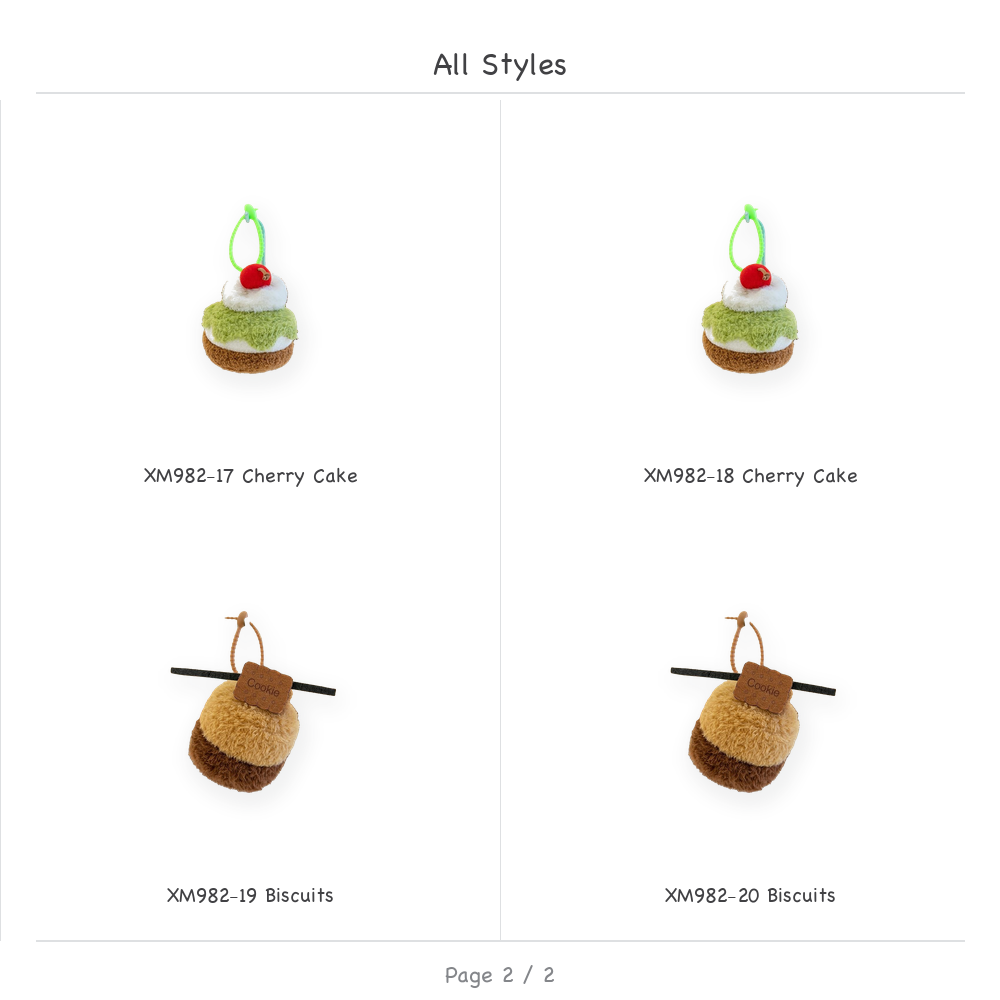 All Styles
XM982-17 Cherry Cake
XM982-18 Cherry Cake
Cookie
Cookie
XM982-19 Biscuits
XM982-20 Biscuits
Page 2 / 2